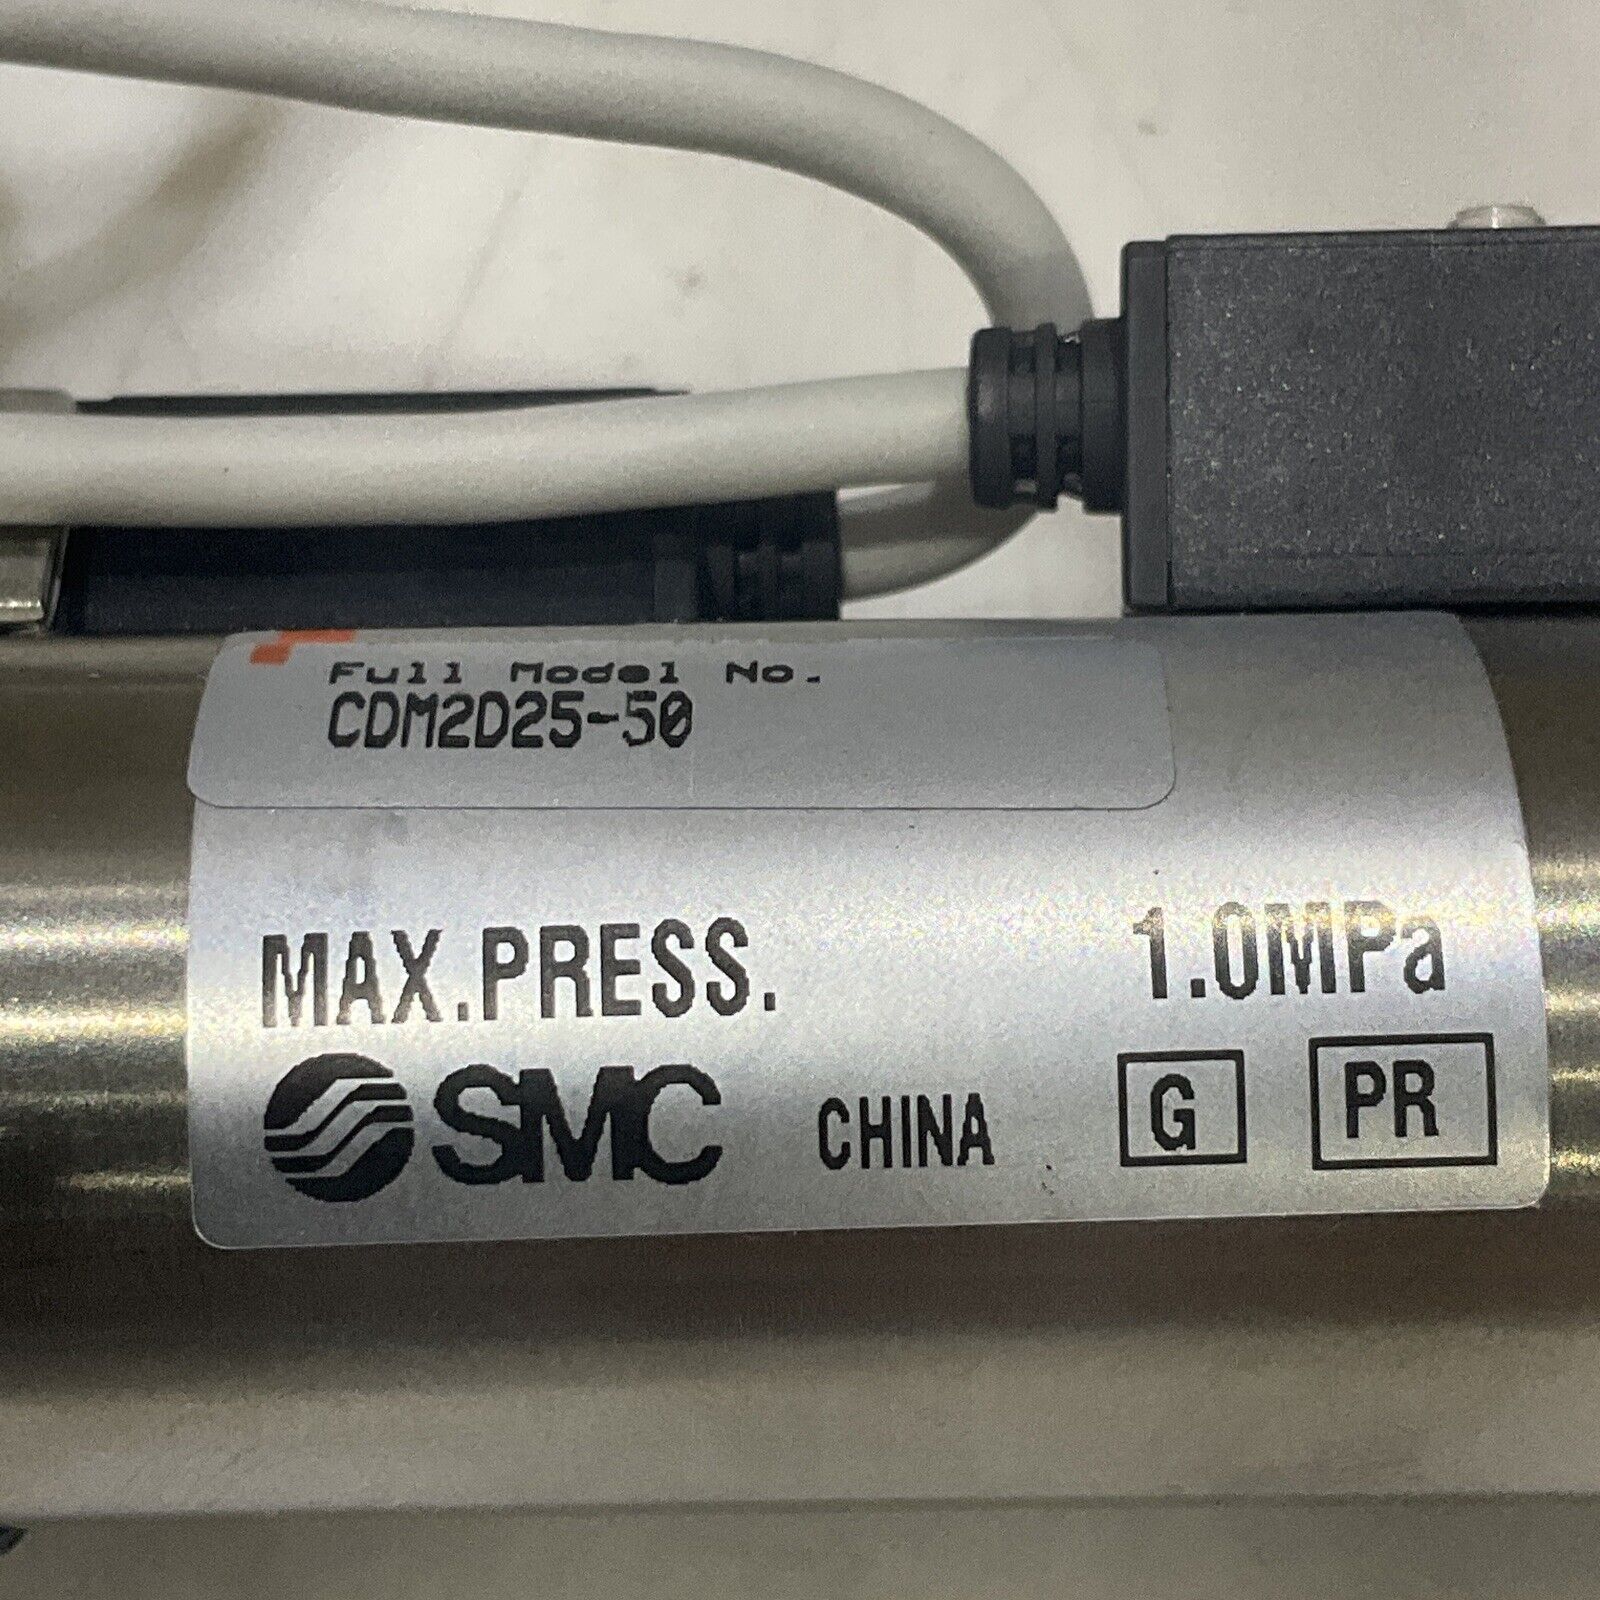 Full Model No.
CDM2D25-50
MAX.PRESS. 1.0MPa
SMC CHINA G PR